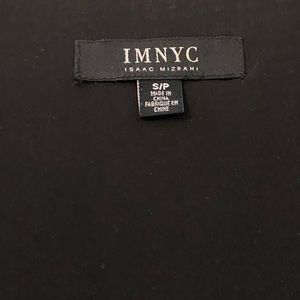 IMNYC
ISAAC MIZRAHI
S/P
MADE IN
CHINA
FABRIQUÉ EN
CHINE